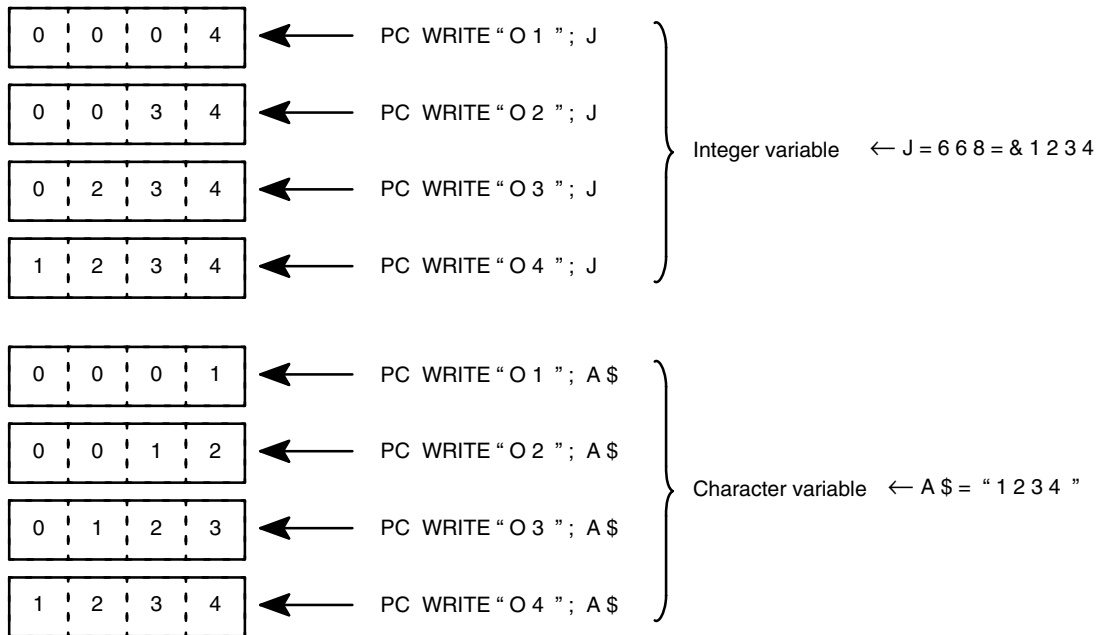 0 0 0 4 PC WRITE “ O 1 ” ; J
0 0 3 4 PC WRITE “ O 2 ” ; J
Integer variable ← J = 6 6 8 = & 1 2 3 4
0 2 3 4 PC WRITE “ O 3 ” ; J
1 2 3 4 PC WRITE “ O 4 ” ; J
0 0 0 1 PC WRITE “ O 1 ” ; A $
0 0 1 2 PC WRITE “ O 2 ” ; A $
Character variable ← A $ = “ 1 2 3 4 ”
0 1 2 3 PC WRITE “ O 3 ” ; A $
1 2 3 4 PC WRITE “ O 4 ” ; A $